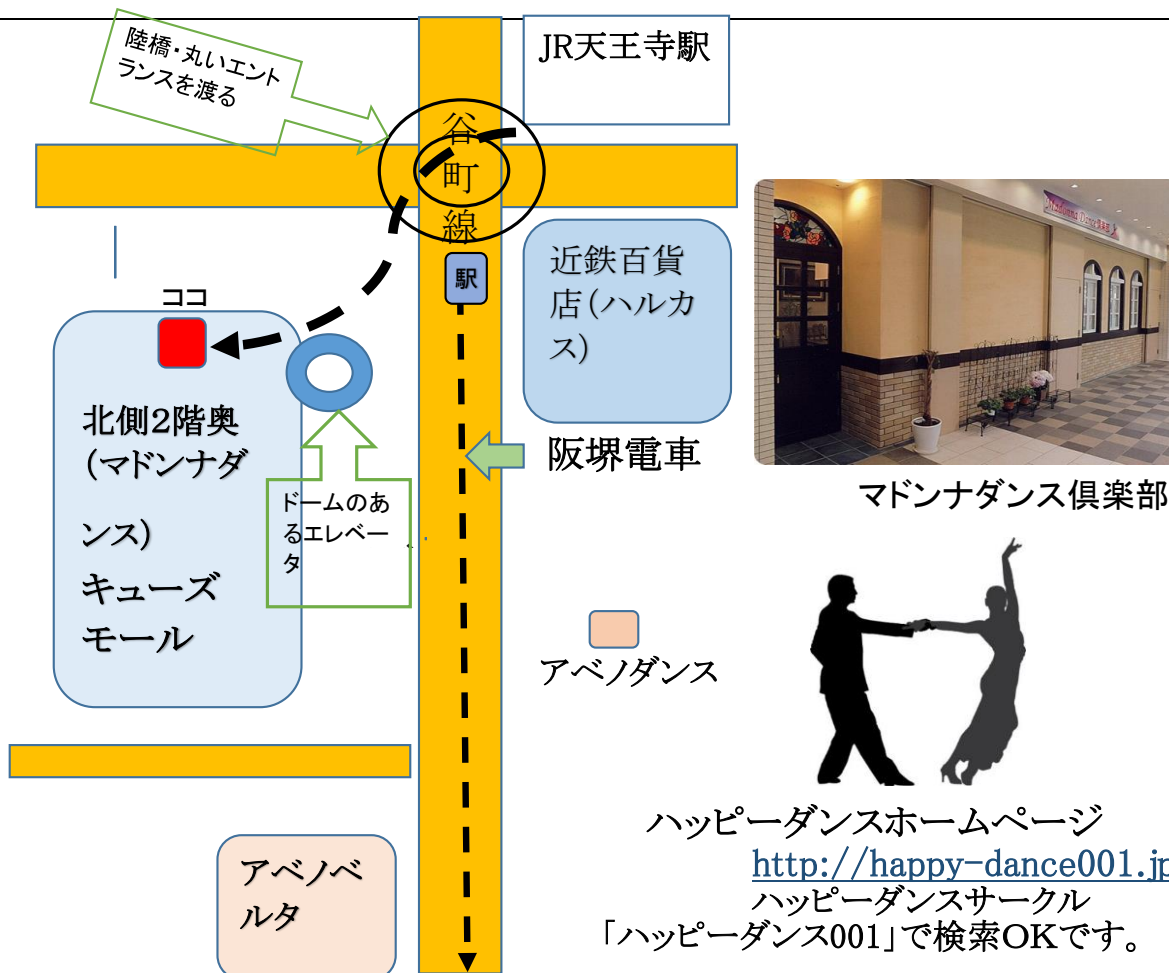 陸橋・丸いエント
ランスを渡る
JR天王寺駅
谷
町
線
駅
近鉄百貨
店(ハルカ
ス)
ココ
北側2階奥
(マドンナダ
ンス)
キューズ
モール
ドームのあ
るエレベー
タ
阪堺電車
マドンナダンス倶楽部
アベノダンス
アベノベ
ルタ
ハッピーダンスホームページ
http://happy-dance001.jp
ハッピーダンスサークル
「ハッピーダンス001」で検索OKです。